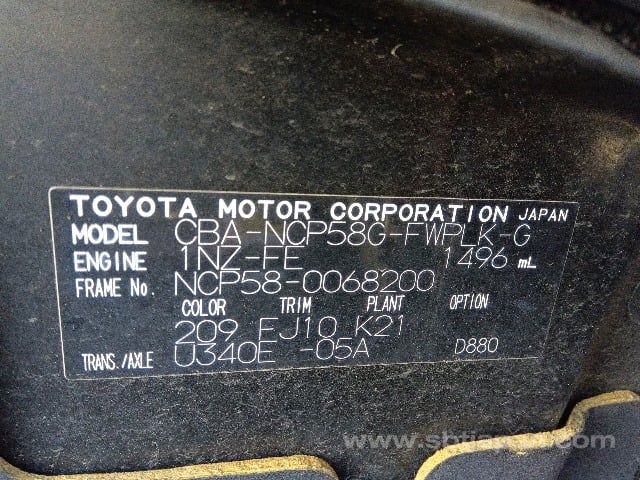 TOYOTA MOTOR CORPORATION JAPAN
MODEL CBA-NCP58G-FWPLK-G
ENGINE 1NZ-FE 1496 mL
FRAME No. NCP58-0068200
COLOR TRIM PLANT OPTION
209 FJ10 K21
TRANS./AXLE U340E -05A D880